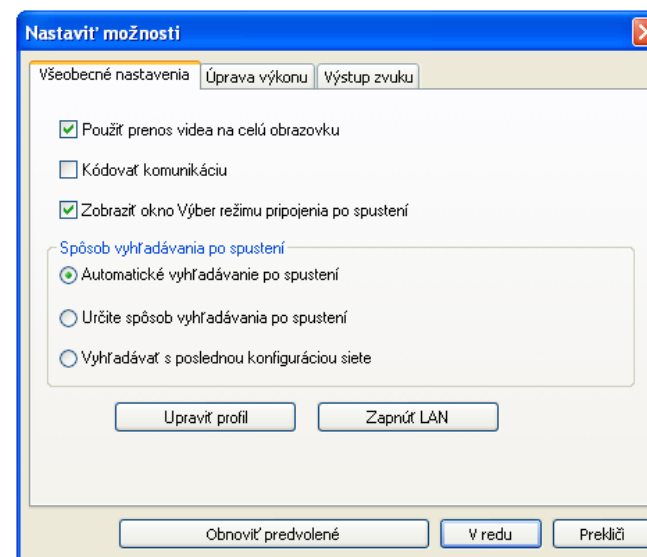 Nastaviť možnosti
Všeobecné nastavenia Úprava výkonu Výstup zvuku
Použiť prenos videa na celú obrazovku
Kódovať komunikáciu
Zobraziť okno Výber režimu pripojenia po spustení
Spôsob vyhľadávania po spustení
Automatické vyhľadávanie po spustení
Určite spôsob vyhľadávania po spustení
Vyhľadávať s poslednou konfiguráciou siete
Upraviť profil Zapnúť LAN
Obnoviť predvolené V redu Prekliči